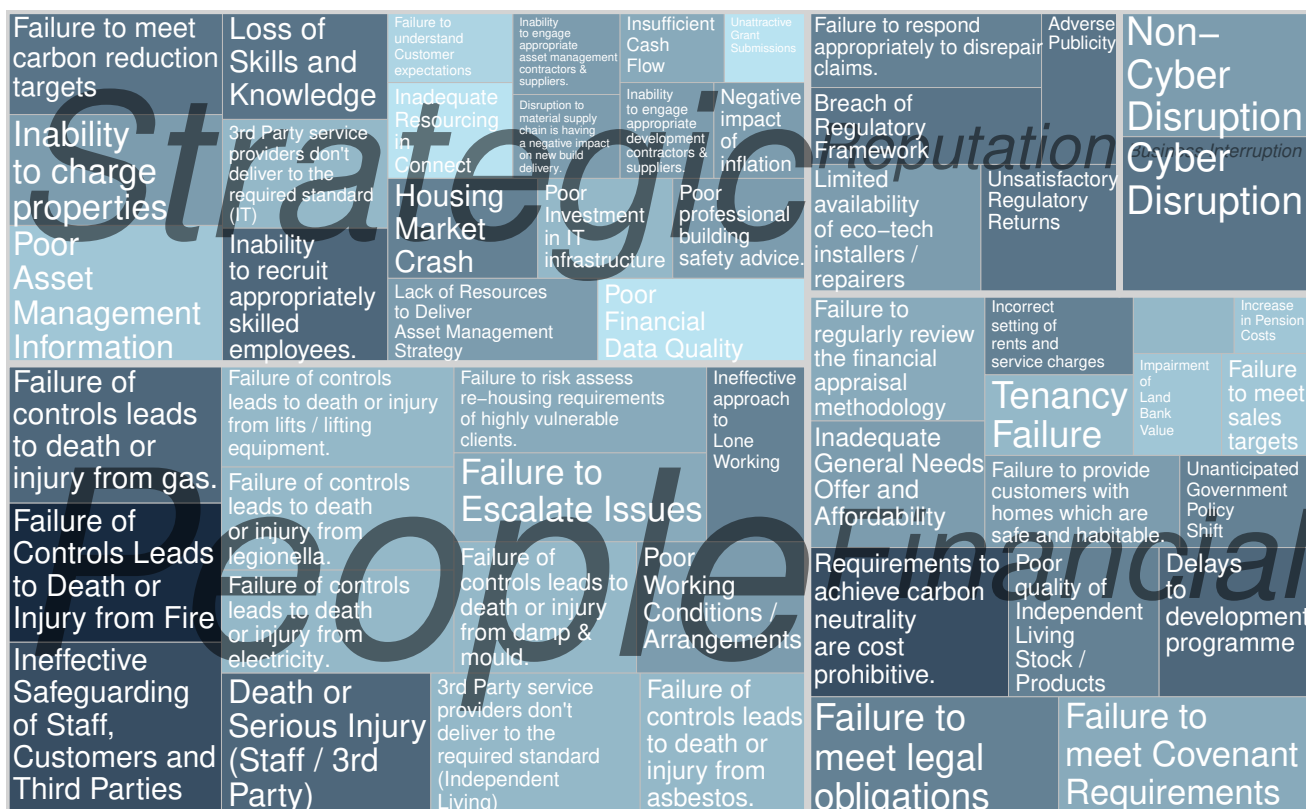 Strategic
Failure to meet
carbon reduction
targets
Inability
to charge
properties
Poor
Asset
Management
Information
Loss of
Skills and
Knowledge
3rd Party service
providers don't
deliver to the
required standard
(IT)
Inability
to recruit
appropriately
skilled
employees.
Failure to
understand
Customer
expectations
Inadequate
Resourcing
in
Connect
Inability
to engage
appropriate
asset management
contractors &
suppliers.
Disruption to
material supply
chain is having
a negative impact
on new build
delivery.
Insufficient
Cash
Flow
Inability
to engage
appropriate
development
contractors &
suppliers.
Unattractive
Grant
Submissions
Negative
impact
of
inflation
Housing
Market
Crash
Poor
Investment
in IT
infrastructure
Poor
professional
building
safety advice.
Lack of Resources
to Deliver
Asset Management
Strategy
Poor
Financial
Data Quality
Reputation
Failure to respond
appropriately to disrepair
claims.
Adverse
Publicity
Breach of
Regulatory
Framework
Limited
availability
of eco−tech
installers /
repairers
Unsatisfactory
Regulatory
Returns
Business Interruption
Non−
Cyber
Disruption
Cyber
Disruption
People
Failure of
controls leads
to death or
injury from gas.
Failure of
Controls Leads
to Death or
Injury from Fire
Ineffective
Safeguarding
of Staff,
Customers and
Third Parties
Failure of controls
leads to death or injury
from lifts / lifting
equipment.
Failure of controls
leads to death
or injury from
legionella.
Failure of controls
leads to death
or injury from
electricity.
Failure to risk assess
re−housing requirements
of highly vulnerable
clients.
Ineffective
approach
to
Lone
Working
Failure to
Escalate Issues
Failure of
controls leads to
death or injury
from damp &
mould.
Poor
Working
Conditions /
Arrangements
Death or
Serious Injury
(Staff / 3rd
Party)
3rd Party service
providers don't
deliver to the
required standard
(Independent
Living)
Failure of
controls leads
to death or
injury from
asbestos.
Financial
Failure to
regularly review
the financial
appraisal
methodology
Inadequate
General Needs
Offer and
Affordability
Incorrect
setting of
rents and
service charges
Tenancy
Failure
Impairment
of
Land
Bank
Value
Increase
in Pension
Costs
Failure
to meet
sales
targets
Failure to provide
customers with
homes which are
safe and habitable.
Unanticipated
Government
Policy
Shift
Requirements to
achieve carbon
neutrality
are cost
prohibitive.
Poor
quality of
Independent
Living
Stock /
Products
Delays
to
development
programme
Failure to
meet legal
obligations
Failure to
meet Covenant
Requirements